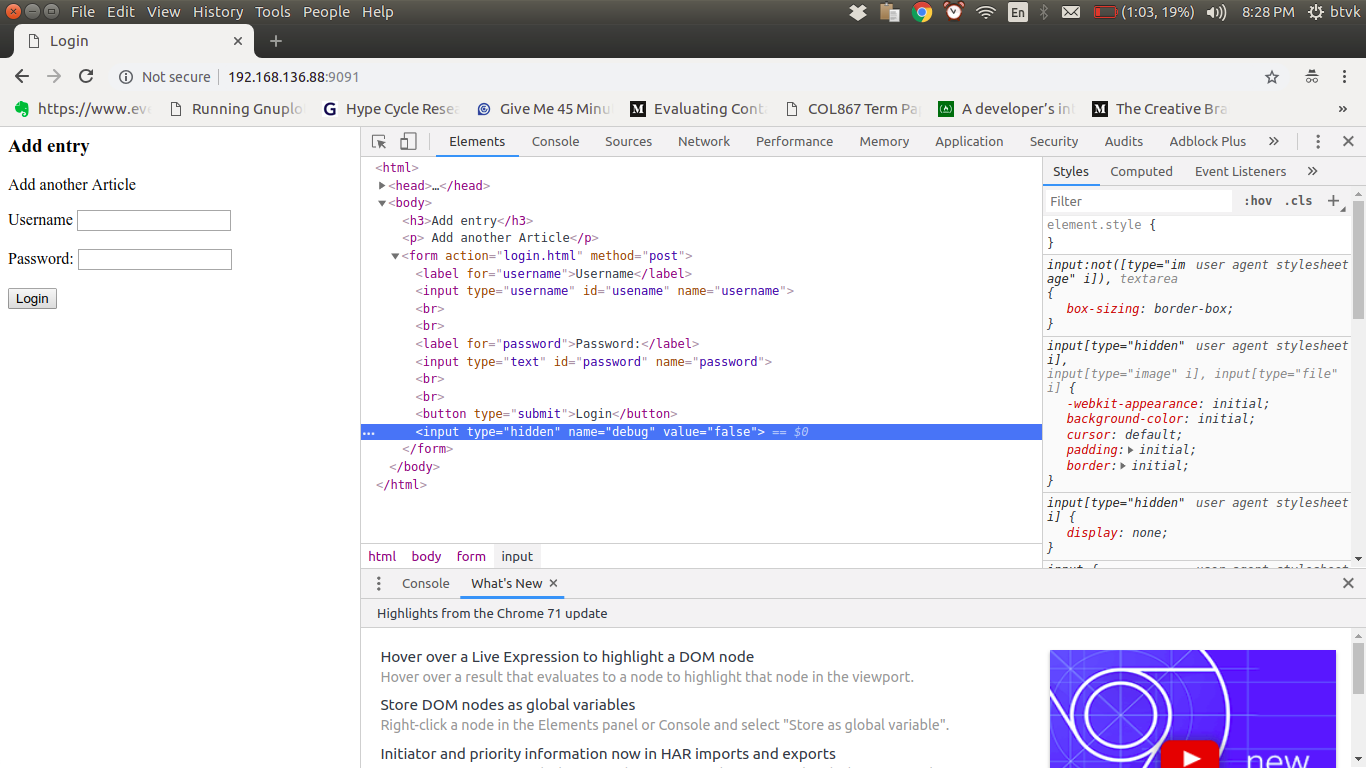 File Edit View History Tools People Help En (1:03, 19%) 8:28 PM btvk
Login
Not secure 192.168.136.88:9091
https://www.eve Running Gnuplo Hype Cycle Resea Give Me 45 Minu Evaluating Conta COL867 Term Pa A developer's in The Creative Bra »
Add entry
Add another Article
Username
Password:
Login
Elements Console Sources Network Performance Memory Application Security Audits Adblock Plus »
<html>
<head>…</head>
<body>
<h3>Add entry</h3>
<p> Add another Article</p>
<form action="login.html" method="post">
<label for="username">Username</label>
<input type="username" id="usename" name="username">
<br>
<br>
<label for="password">Password:</label>
<input type="text" id="password" name="password">
<br>
<br>
<button type="submit">Login</button>
<input type="hidden" name="debug" value="false"> == $0
</form>
</body>
</html>
html body form input
Styles Computed Event Listeners »
Filter :hov .cls +
element.style {
}
input:not([type="im user agent stylesheet
age" i]), textarea
{
box-sizing: border-box;
}
input[type="hidden" user agent stylesheet
i],
input[type="image" i], input[type="file"
i] {
-webkit-appearance: initial;
background-color: initial;
cursor: default;
padding: initial;
border: initial;
}
input[type="hidden" user agent stylesheet
i] {
display: none;
}
Console What's New
Highlights from the Chrome 71 update
Hover over a Live Expression to highlight a DOM node
Hover over a result that evaluates to a node to highlight that node in the viewport.
Store DOM nodes as global variables
Right-click a node in the Elements panel or Console and select "Store as global variable".
Initiator and priority information now in HAR imports and exports
new